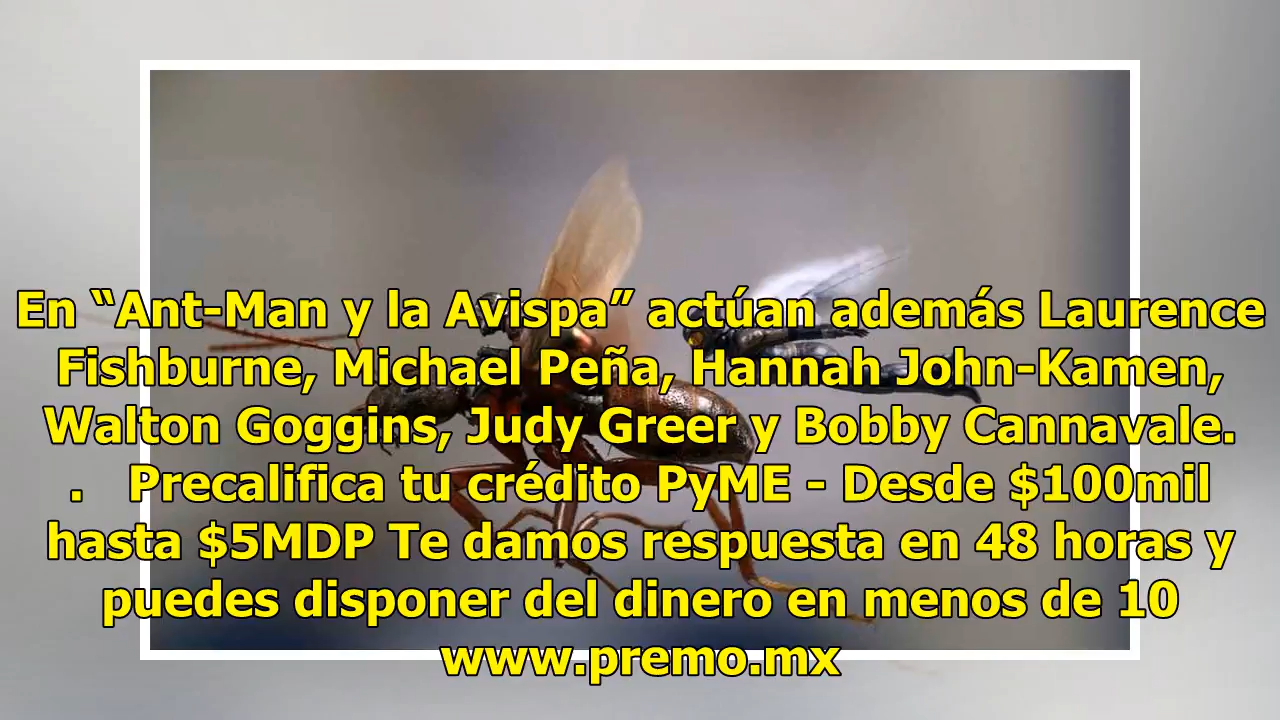 En “Ant-Man y la Avispa” actúan además Laurence
Fishburne, Michael Peña, Hannah John-Kamen,
Walton Goggins, Judy Greer y Bobby Cannavale.
.   Precalifica tu crédito PyME - Desde $100mil
hasta $5MDP Te damos respuesta en 48 horas y
puedes disponer del dinero en menos de 10
www.premo.mx